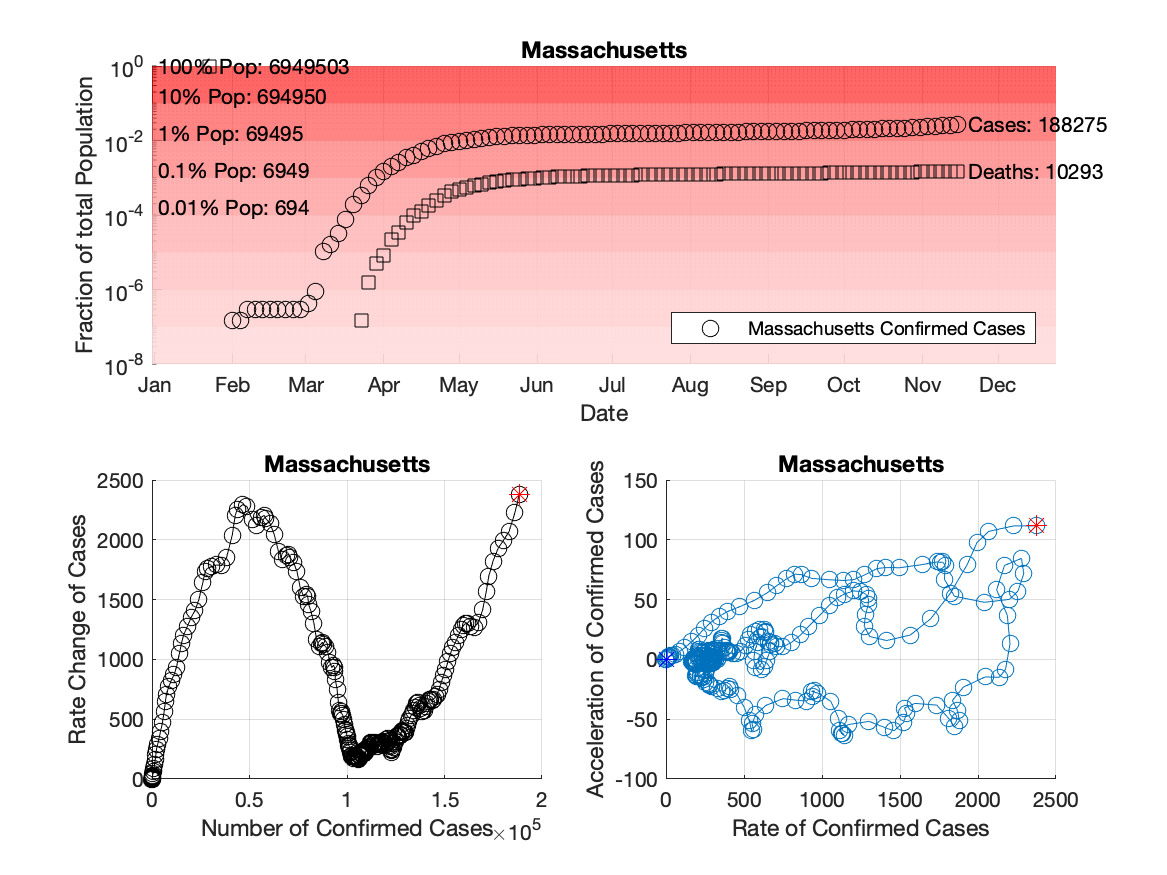 Massachusetts
Fraction of total Population
10^0
10^-2
10^-4
10^-6
10^-8
100% Pop: 6949503
10% Pop: 694950
1% Pop: 69495
0.1% Pop: 6949
0.01% Pop: 694
Cases: 188275
Deaths: 10293
Massachusetts Confirmed Cases
Jan Feb Mar Apr May Jun Jul Aug Sep Oct Nov Dec
Date
Massachusetts
Rate Change of Cases
2500
2000
1500
1000
500
0
0 0.5 1 1.5 2
Number of Confirmed Cases ×10^5
Massachusetts
Acceleration of Confirmed Cases
150
100
50
0
-50
-100
0 500 1000 1500 2000 2500
Rate of Confirmed Cases